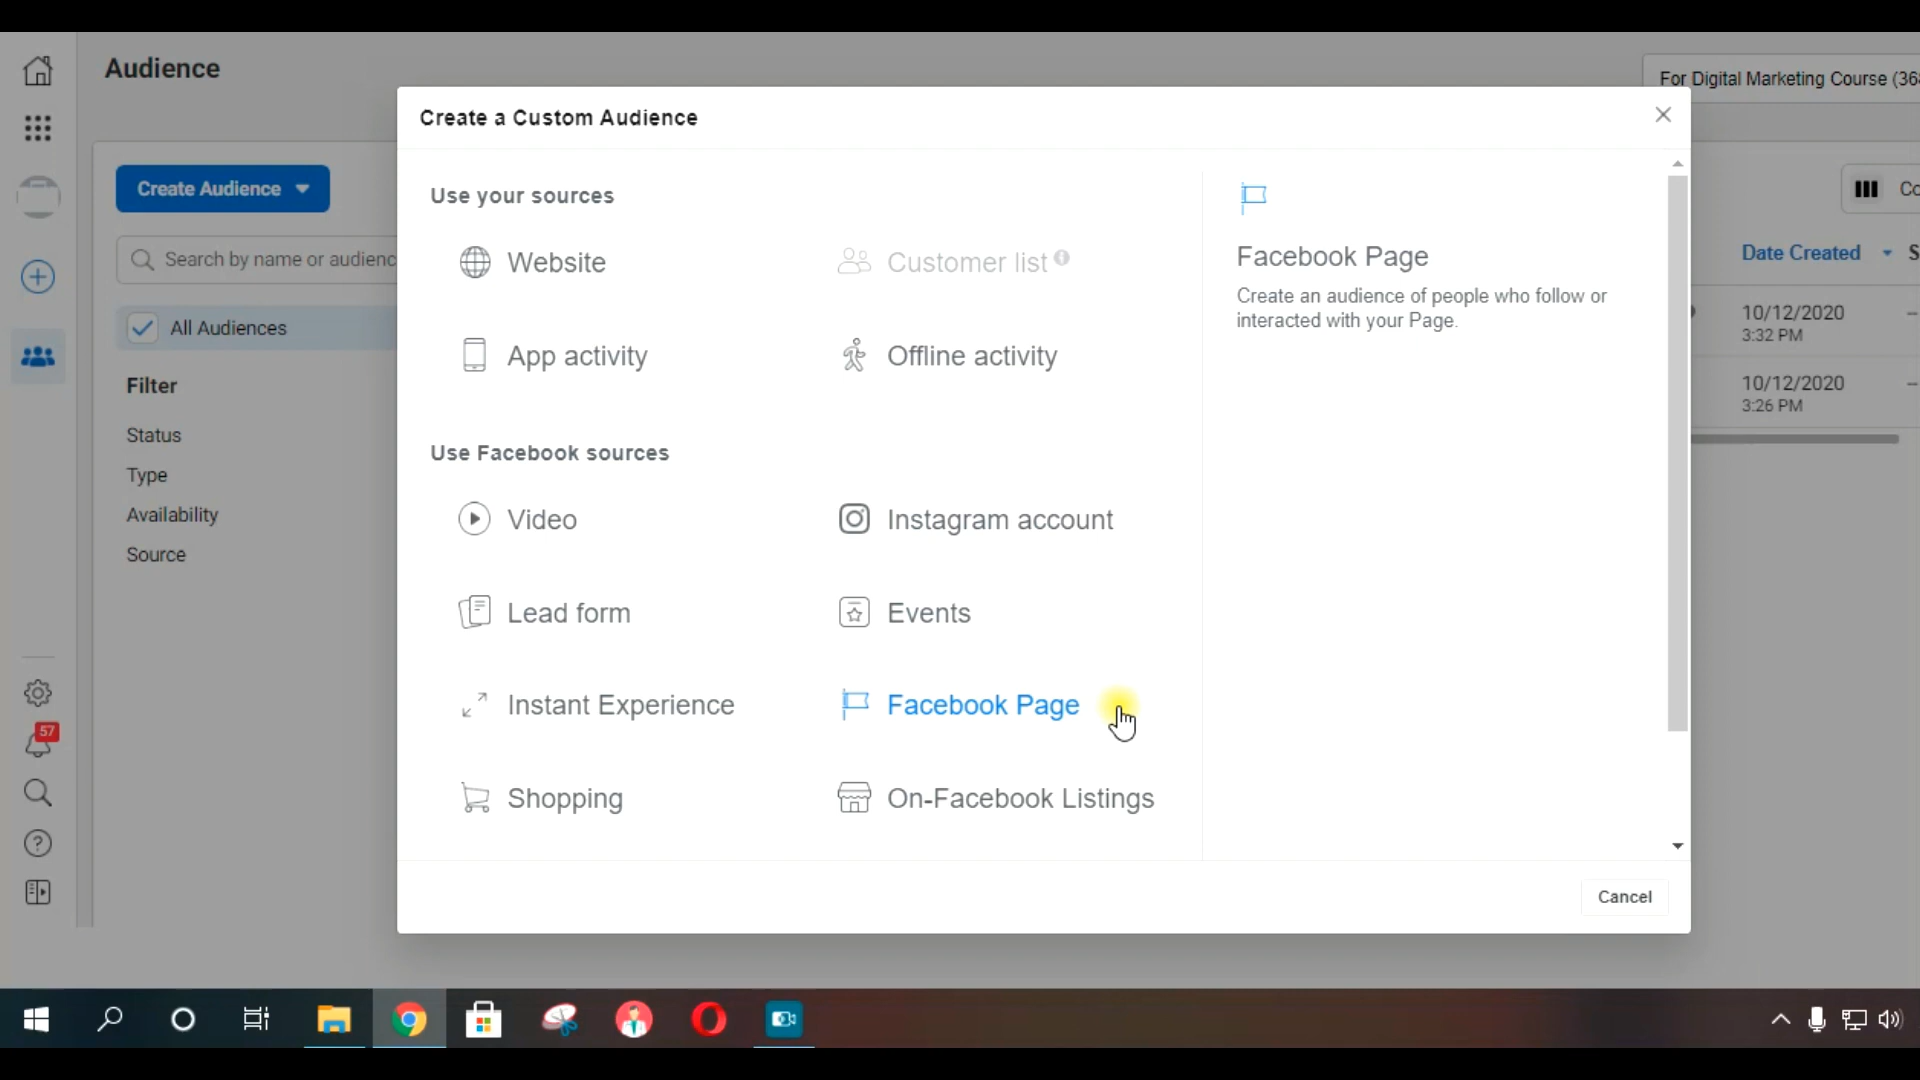 Audience
For Digital Marketing Course (36
Create a Custom Audience
Create Audience
Use your sources
Website
Customer list
Search by name or audienc
All Audiences
App activity
Offline activity
Filter
Status
Type
Availability
Source
Use Facebook sources
Video
Instagram account
Lead form
Events
Instant Experience
Facebook Page
Shopping
On-Facebook Listings
Facebook Page
Create an audience of people who follow or
interacted with your Page.
Cancel
Co
Date Created
S
10/12/2020
3:32 PM
10/12/2020
3:26 PM
57